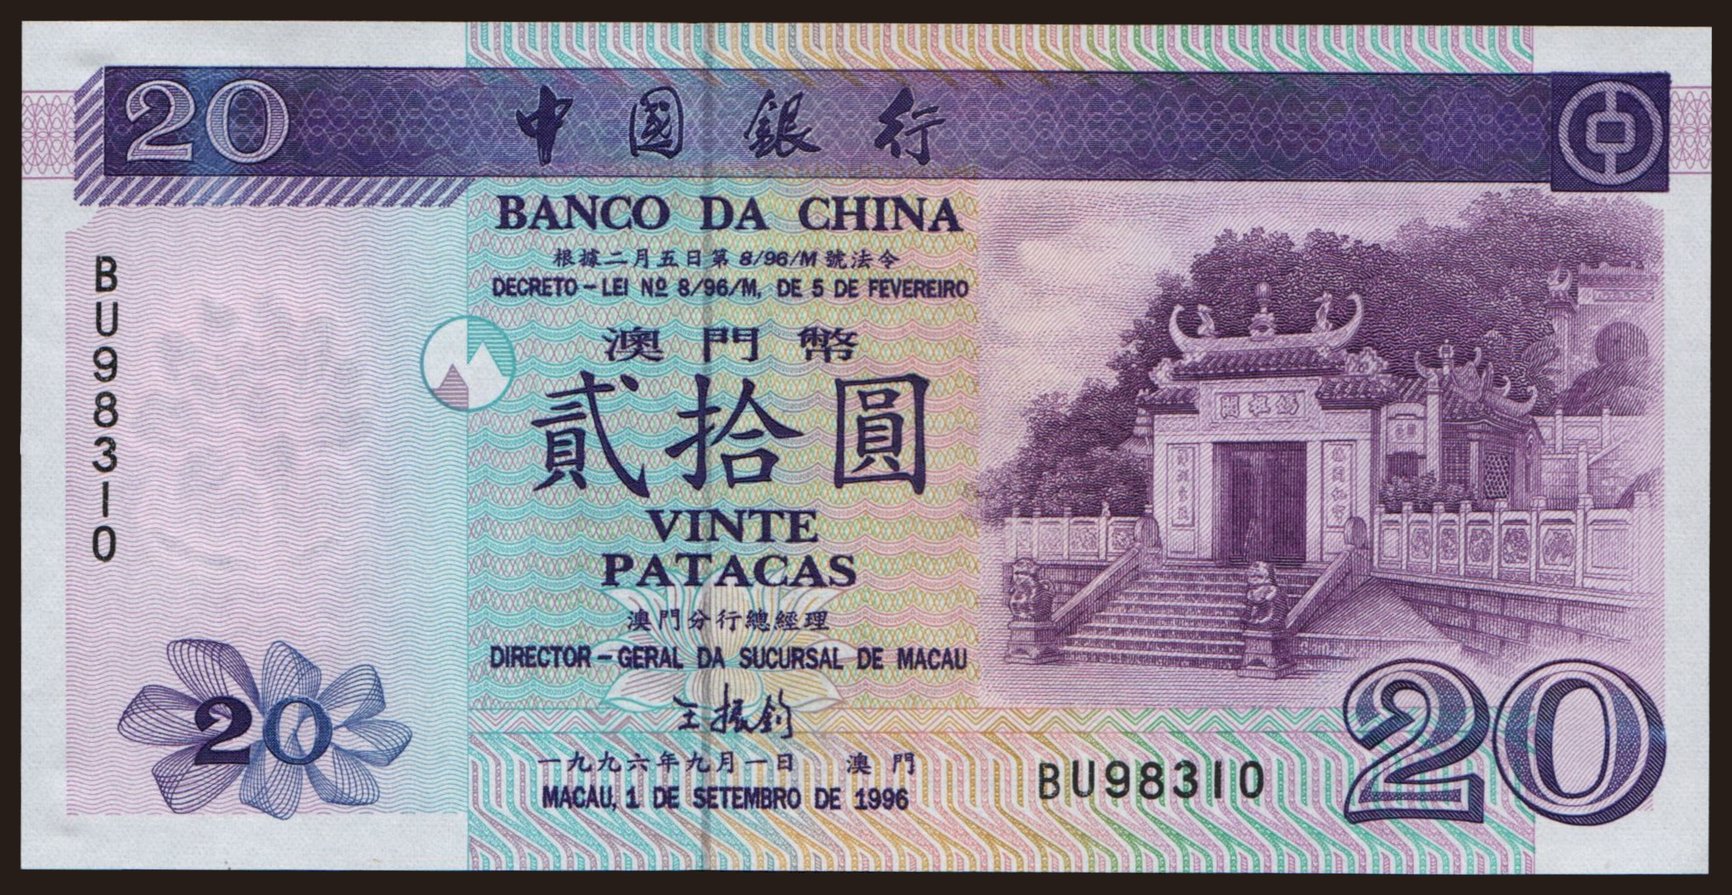 20
中國銀行
BANCO DA CHINA
根據二月五日第 8/96/M 號法令
DECRETO-LEI Nº 8/96/M, DE 5 DE FEVEREIRO
澳門幣
貳拾圓
VINTE
PATACAS
澳門分行總經理
DIRECTOR-GERAL DA SUCURSAL DE MACAU
王振鈞
一九九六年九月一日 澳門
MACAU, 1 DE SETEMBRO DE 1996
BU98310
BU98310
20
20